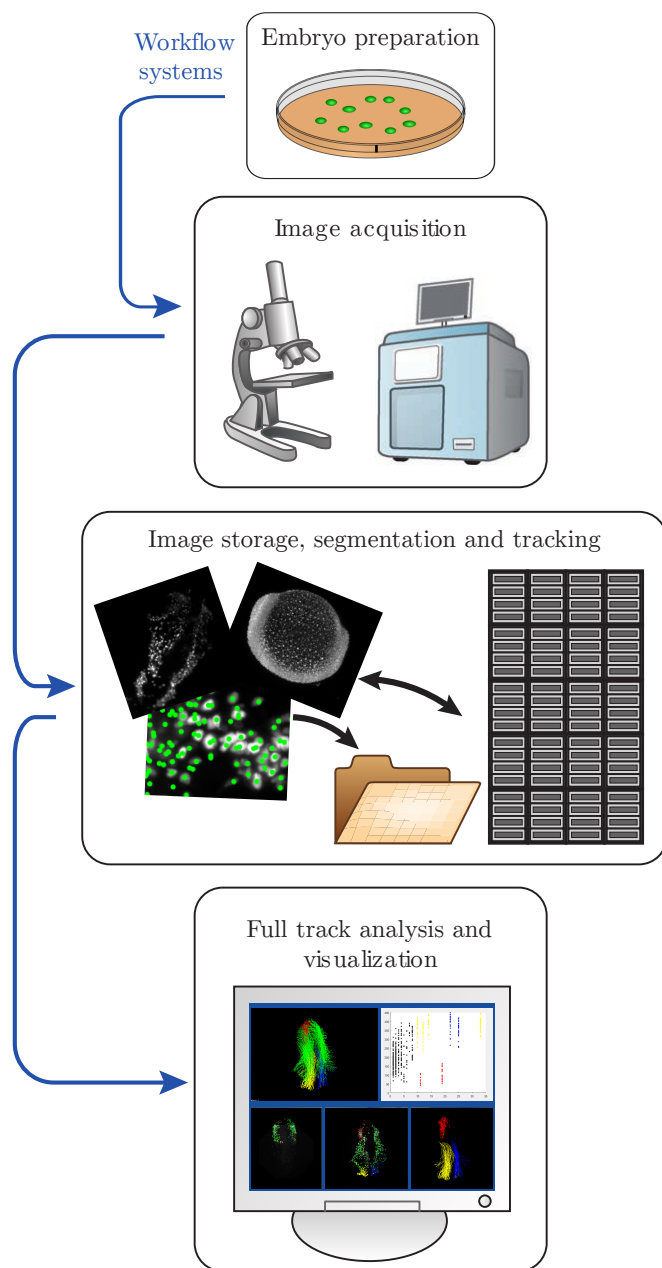 Workflow
systems
Embryo preparation
Image acquisition
Image storage, segmentation and tracking
Full track analysis and
visualization